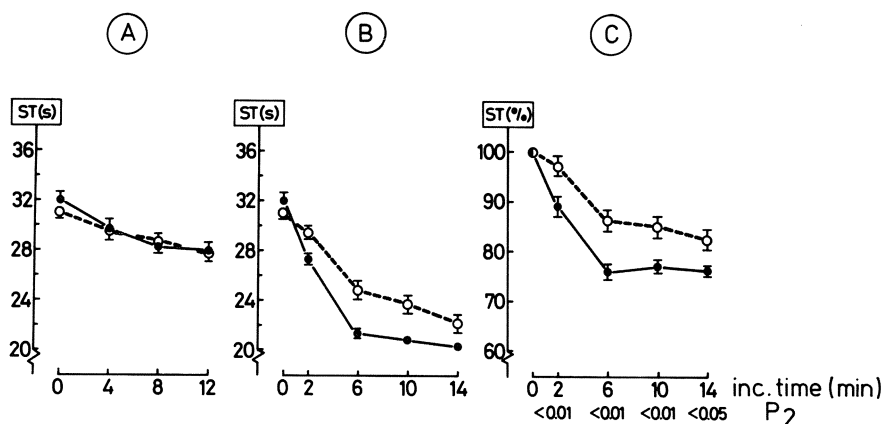 A B C
ST(s) ST(s) ST(%)
36 36 100
32 32 90
28 28 80
24 24 70
20 20 60
0 4 8 12 0 2 6 10 14 0 2 6 10 14 inc. time (min)
<0.01 <0.01 <0.01 <0.05 P2